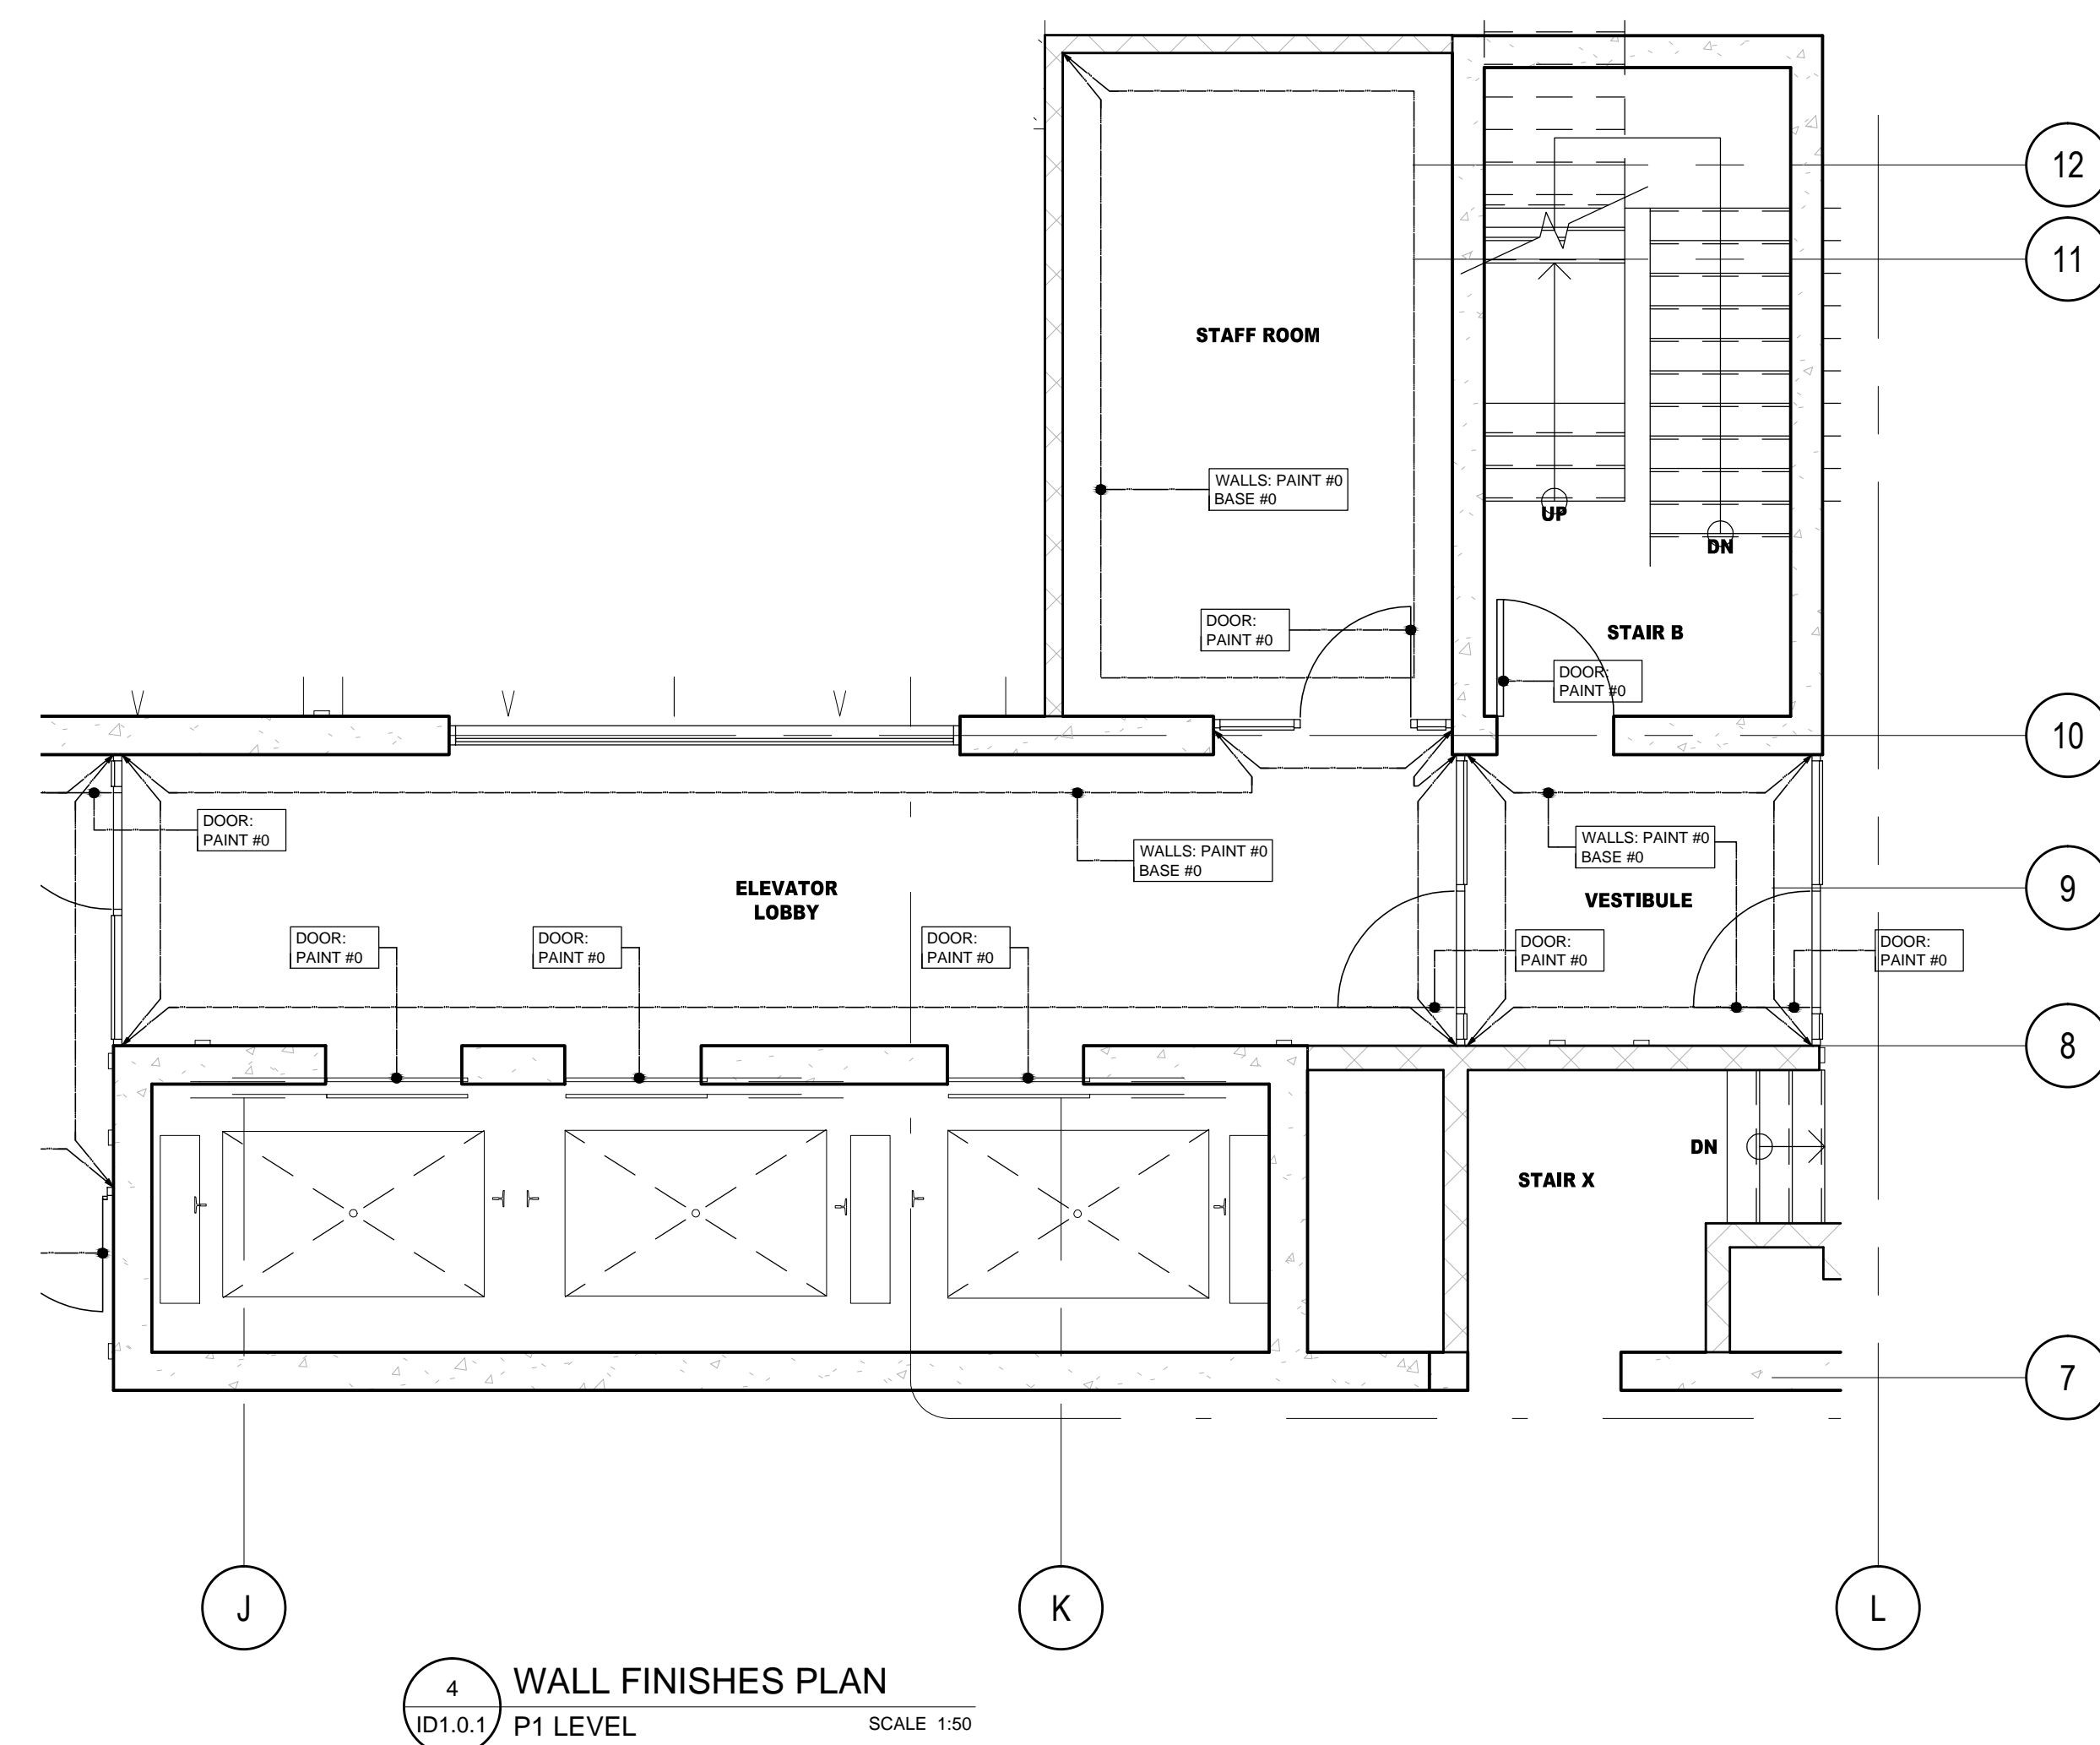 12
11
STAFF ROOM
WALLS: PAINT #0
BASE #0
UP
DN
DOOR:
PAINT #0
STAIR B
DOOR:
PAINT #0
10
DOOR:
PAINT #0
WALLS: PAINT #0
BASE #0
WALLS: PAINT #0
BASE #0
ELEVATOR
LOBBY
VESTIBULE
9
DOOR:
PAINT #0
DOOR:
PAINT #0
DOOR:
PAINT #0
DOOR:
PAINT #0
DOOR:
PAINT #0
8
DN
STAIR X
7
J
K
L
4
WALL FINISHES PLAN
ID1.0.1
P1 LEVEL
SCALE 1:50